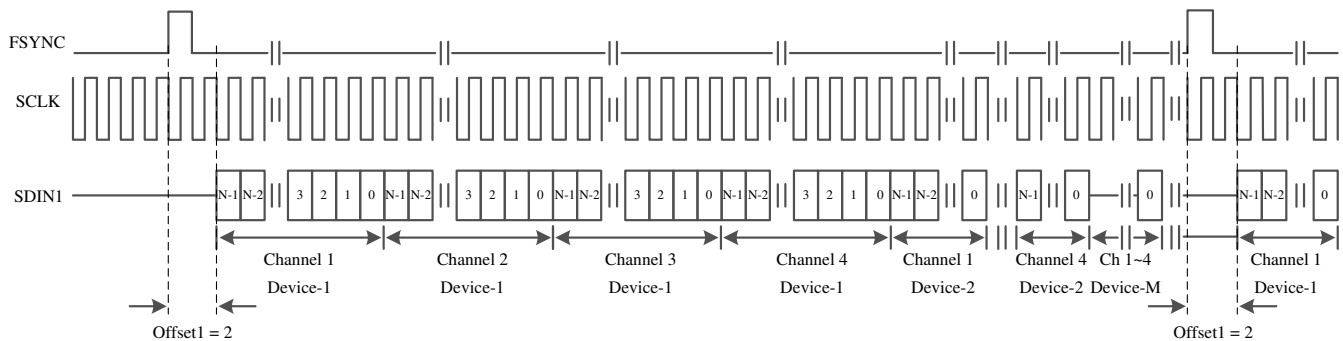 FSYNC
SCLK
SDIN1
N-1 N-2 3 2 1 0 N-1 N-2 3 2 1 0 N-1 N-2 3 2 1 0 N-1 N-2 3 2 1 0 N-1 N-2 0 N-1 0 0 N-1 N-2 0
Channel 1 Channel 2 Channel 3 Channel 4 Channel 1 Channel 4 Ch 1~4 Channel 1
Device-1 Device-1 Device-1 Device-1 Device-2 Device-2 Device-M Device-1
Offset1 = 2 Offset1 = 2